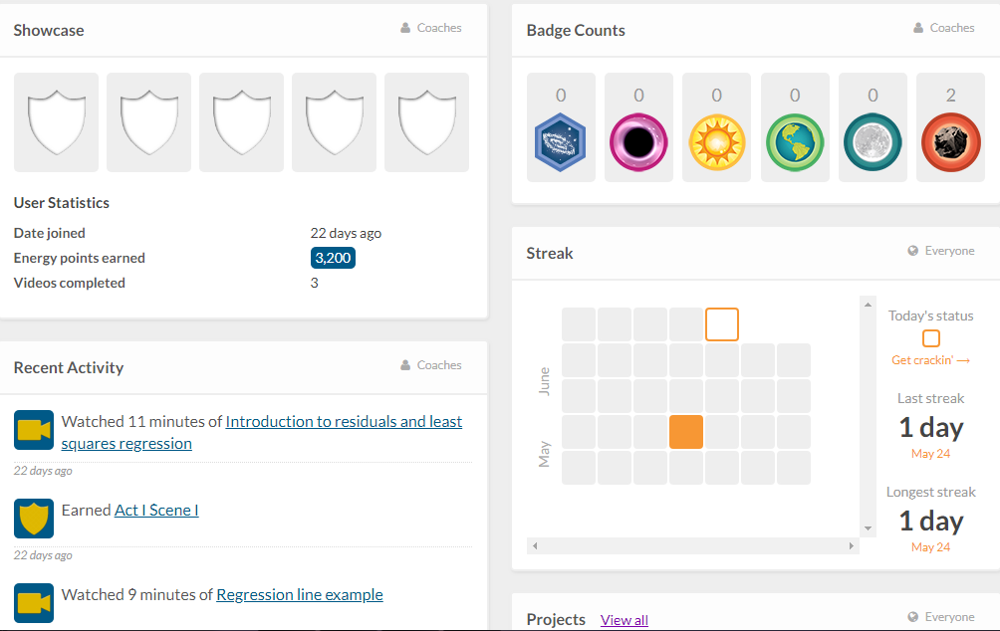 Showcase
Coaches
User Statistics
Date joined 22 days ago
Energy points earned 3,200
Videos completed 3
Recent Activity
Coaches
Watched 11 minutes of Introduction to residuals and least
squares regression
22 days ago
Earned Act I Scene I
22 days ago
Watched 9 minutes of Regression line example
Badge Counts
Coaches
0 0 0 0 0 2
Streak
Everyone
June
May
Today's status
Get crackin' →
Last streak
1 day
May 24
Longest streak
1 day
May 24
Projects View all
Everyone